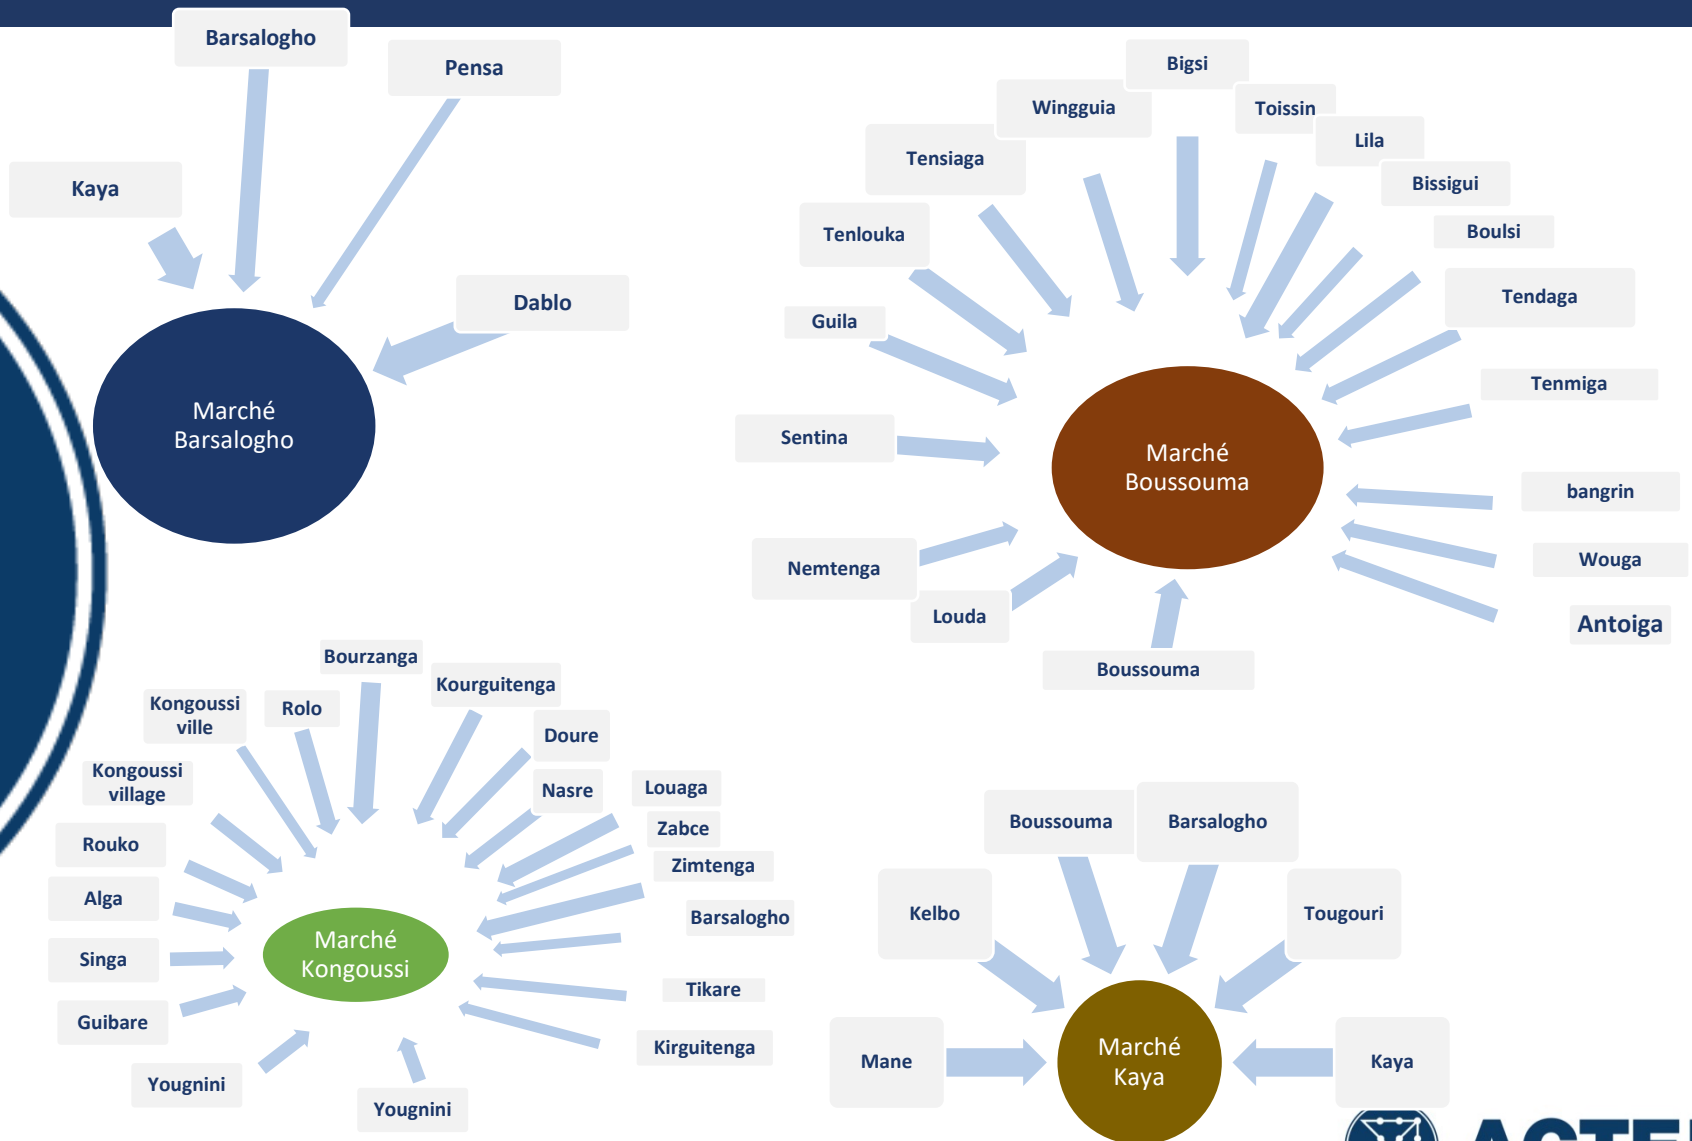 Barsalogho
Pensa
Kaya
Dablo
Marché
Barsalogho
Bigsi
Wingguia
Toissin
Lila
Tensiaga
Bissigui
Tenlouka
Boulsi
Guila
Tendaga
Tenmiga
Sentina
Marché
Boussouma
bangrin
Nemtenga
Wouga
Louda
Antoiga
Boussouma
Bourzanga
Kourguitenga
Kongoussi
ville
Rolo
Doure
Kongoussi
village
Nasre
Louaga
Rouko
Zabce
Zimtenga
Alga
Barsalogho
Marché
Kongoussi
Singa
Tikare
Guibare
Kirguitenga
Yougnini
Yougnini
Boussouma
Barsalogho
Kelbo
Tougouri
Mane
Marché
Kaya
Kaya